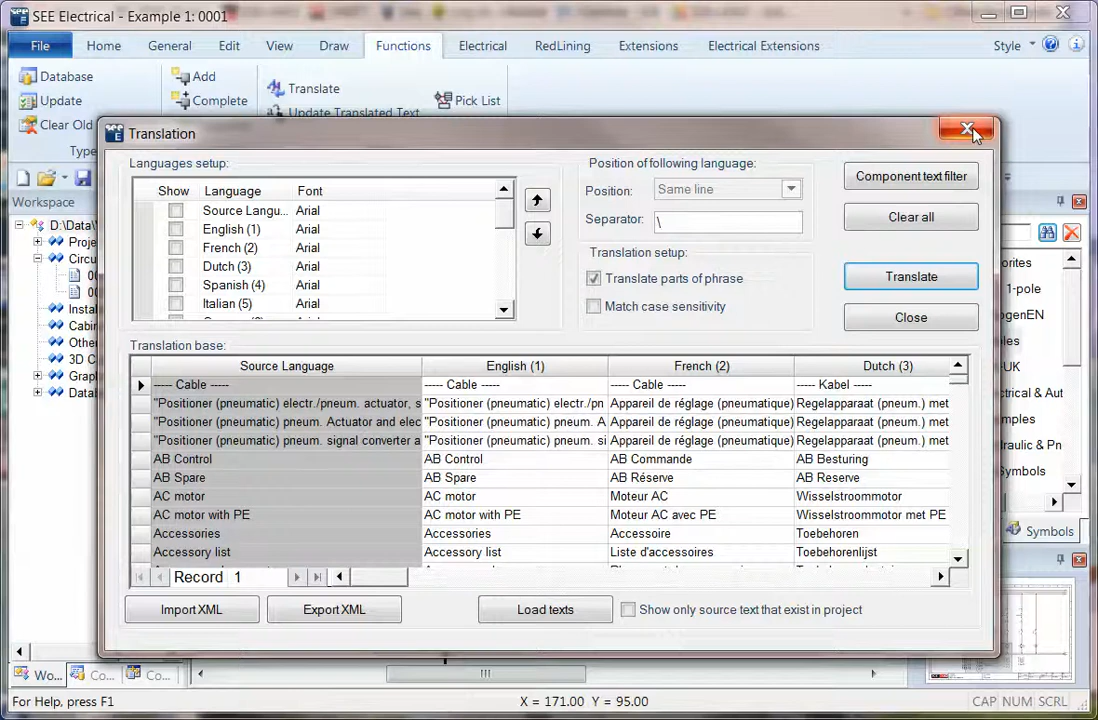 SEE Electrical - Example 1: 0001
File Home General Edit View Draw Functions Electrical RedLining Extensions Electrical Extensions Style
Database Add
Translate
Update Complete Update Translated Text Pick List
Clear Old
Translation
Workspace
D:\Data\
Languages setup:
Show Language Font
Source Langu... Arial
English (1) Arial
French (2) Arial
Dutch (3) Arial
Spanish (4) Arial
Italian (5) Arial
Position of following language:
Position: Same line
Separator: \
Translation setup:
Translate parts of phrase
Match case sensitivity
Component text filter
Clear all
Translate
Close
Translation base:
Source Language English (1) French (2) Dutch (3)
----- Cable ----- ----- Cable ----- ----- Cable ----- ----- Kabel -----
"Positioner (pneumatic) electr./pneum. actuator, s "Positioner (pneumatic) electr./pn Appareil de réglage (pneumatique) Regelapparaat (pneum.) met
"Positioner (pneumatic) pneum. Actuator and elec "Positioner (pneumatic) pneum. A Appareil de réglage (pneumatique) Regelapparaat (pneum.) met
"Positioner (pneumatic) pneum. signal converter a "Positioner (pneumatic) pneum. si Appareil de réglage (pneumatique) Regelapparaat (pneum.) met
AB Control AB Control AB Commande AB Besturing
AB Spare AB Spare AB Réserve AB Reserve
AC motor AC motor Moteur AC Wisselstroommotor
AC motor with PE AC motor with PE Moteur AC avec PE Wisselstroommotor met PE
Accessories Accessories Accessoire Toebehoren
Accessory list Accessory list Liste d'accessoires Toebehorenlijst
Record 1
Import XML Export XML Load texts Show only source text that exist in project
Symbols
Wo... Co... Co...
For Help, press F1 X = 171.00 Y = 95.00 CAP NUM SCRL